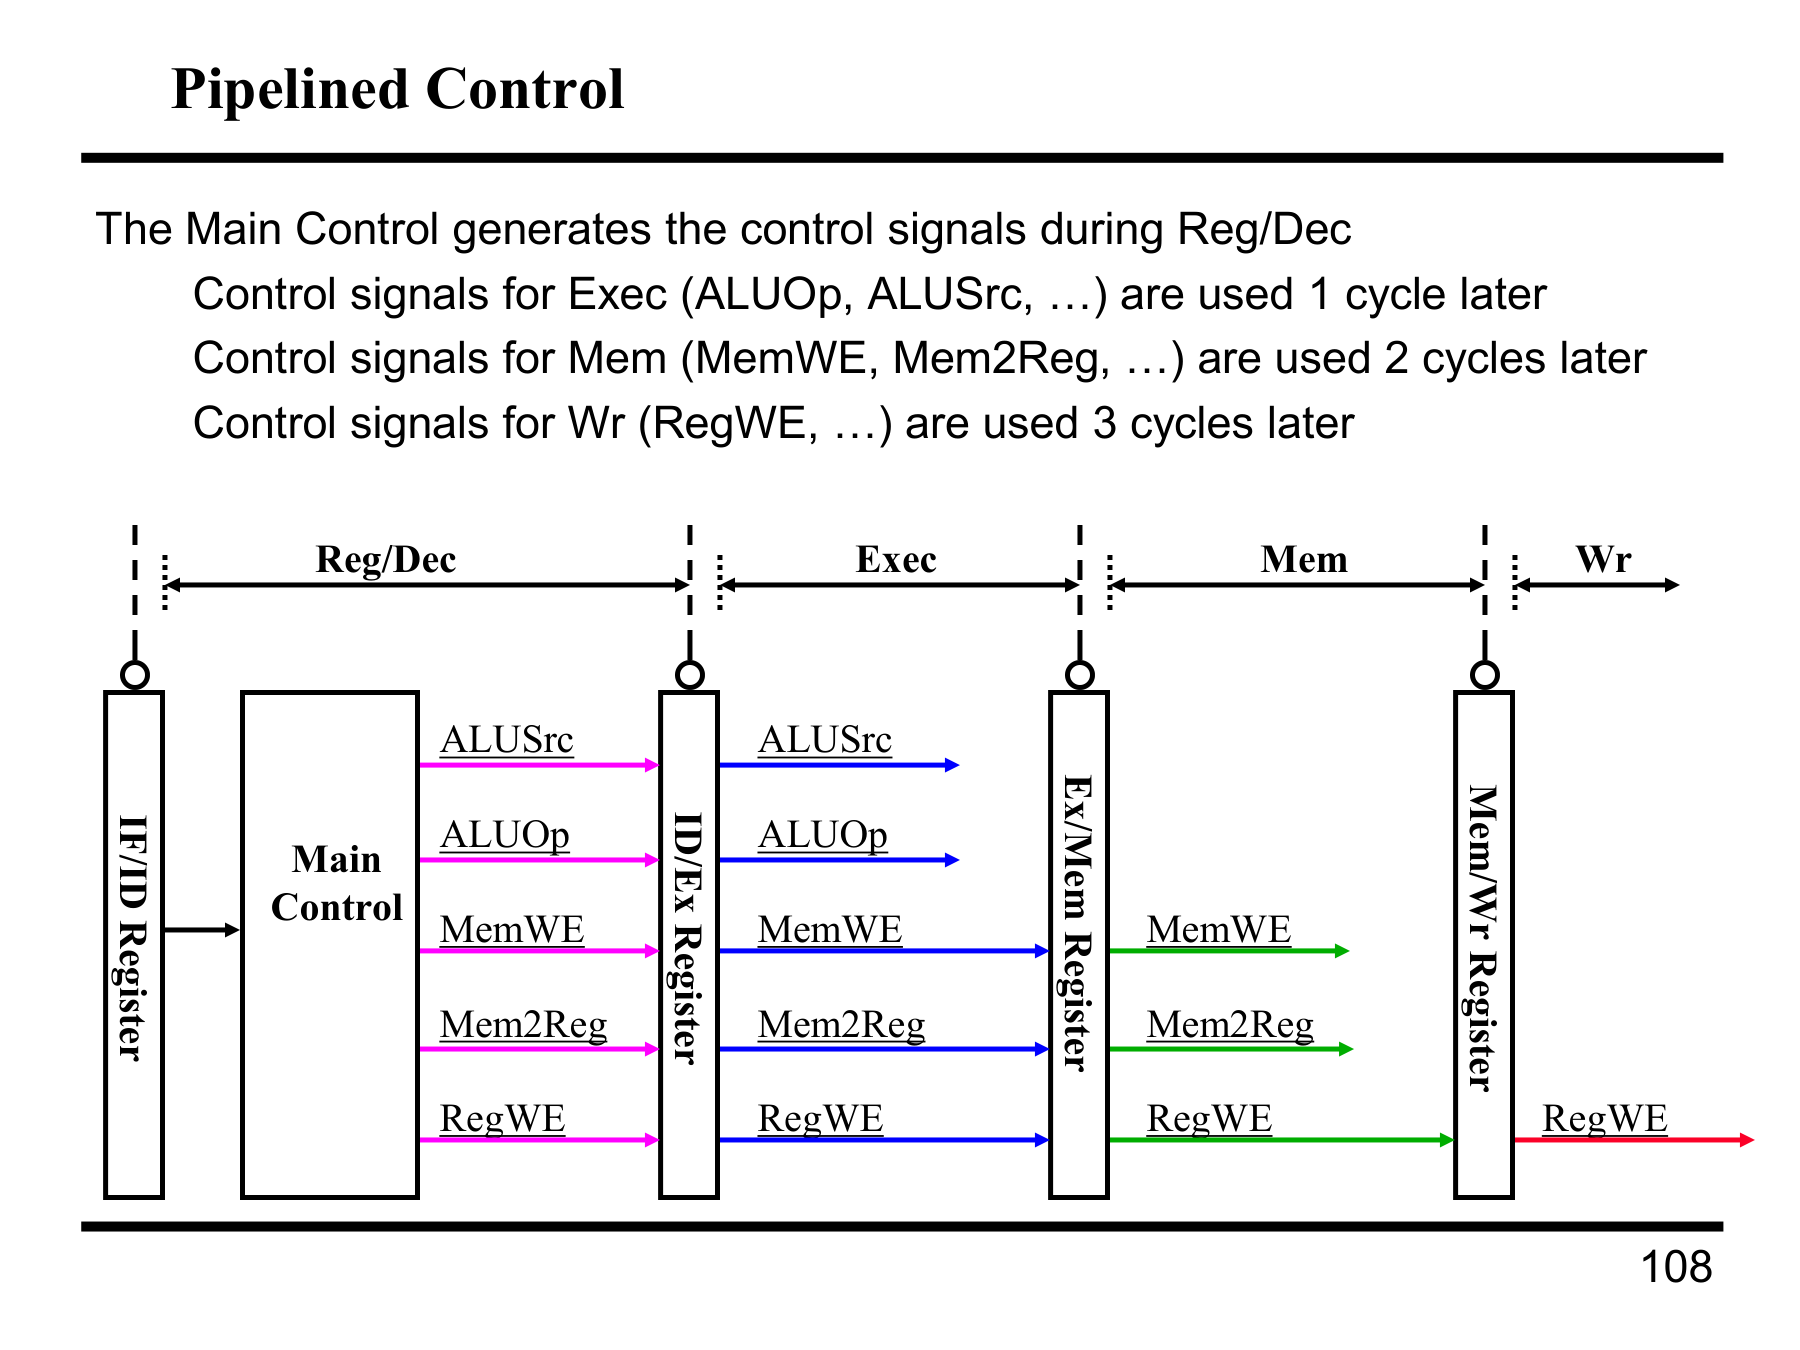 Pipelined Control
The Main Control generates the control signals during Reg/Dec
Control signals for Exec (ALUOp, ALUSrc, …) are used 1 cycle later
Control signals for Mem (MemWE, Mem2Reg, …) are used 2 cycles later
Control signals for Wr (RegWE, …) are used 3 cycles later
Reg/Dec
Exec
Mem
Wr
IF/ID Register
Main
Control
ALUSrc
ALUOp
MemWE
Mem2Reg
RegWE
ID/Ex Register
ALUSrc
ALUOp
MemWE
Mem2Reg
RegWE
Ex/Mem Register
MemWE
Mem2Reg
RegWE
Mem/Wr Register
RegWE
108